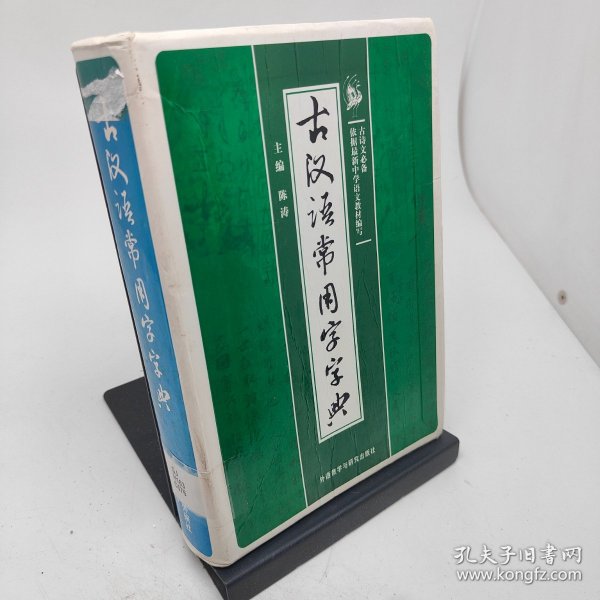 古汉语常用字字典
古诗文必备
依据最新中学语文教材编写
主编 陈涛
外语教学与研究出版社
古汉语常用字字典
孔夫子旧书网
www.kongfz.com